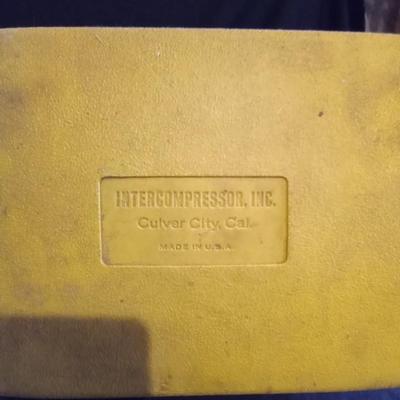 INTERCOMPRESSOR, INC.
Culver City, Cal.
MADE IN U.S.A.